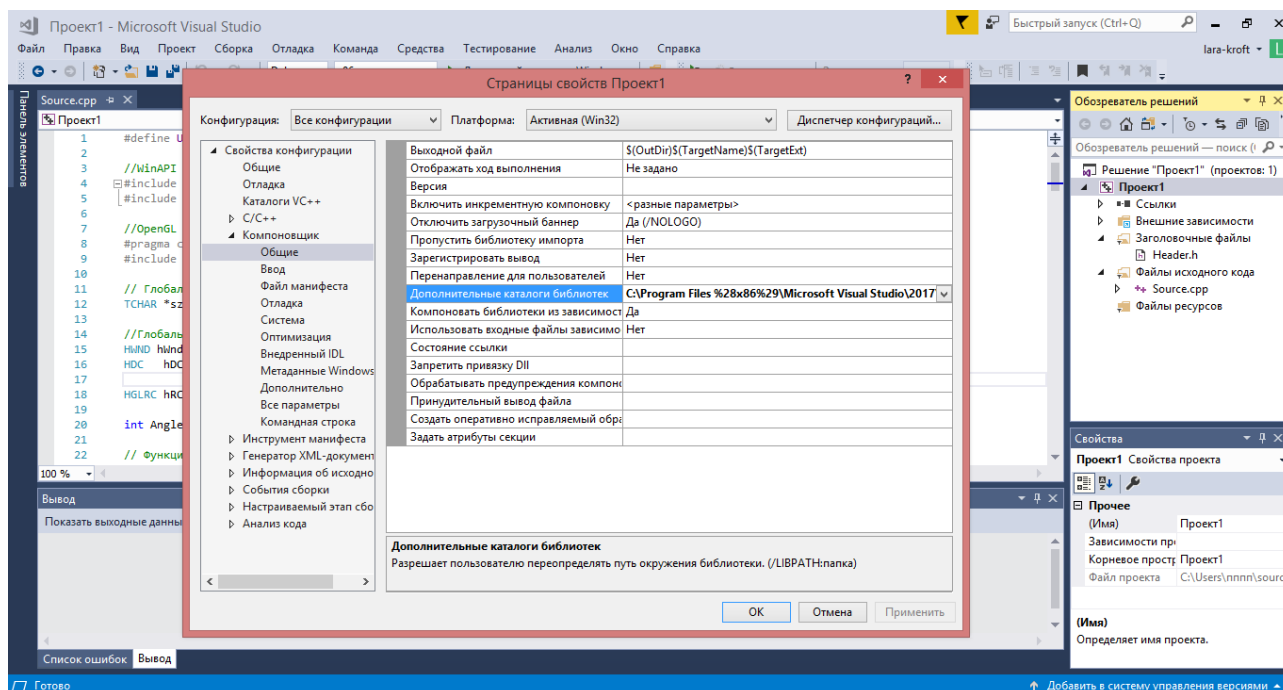 Проект1 - Microsoft Visual Studio
Быстрый запуск (Ctrl+Q)
Файл Правка Вид Проект Сборка Отладка Команда Средства Тестирование Анализ Окно Справка
lara-kroft
L
Панель элементов
Source.cpp
Проект1
1 #define U
2
3 //WinAPI
4 #include
5 #include
6
7 //OpenGL
8 #pragma c
9 #include
10
11 // Глобал
12 TCHAR *sz
13
14 //Глобаль
15 HWND hWnd
16 HDC hDC
17
18 HGLRC hRC
19
20 int Angle
21
22 // Функци
100 %
Вывод
Показать выходные данны
Список ошибок Вывод
Готово
Добавить в систему управления версиями
Страницы свойств Проект1
?
Конфигурация: Все конфигурации Платформа: Активная (Win32) Диспетчер конфигураций...
Свойства конфигурации
Общие
Отладка
Каталоги VC++
C/C++
Компоновщик
Общие
Ввод
Файл манифеста
Отладка
Система
Оптимизация
Внедренный IDL
Метаданные Windows
Дополнительно
Все параметры
Командная строка
Инструмент манифеста
Генератор XML-документ
Информация об исходно
События сборки
Настраиваемый этап сбо
Анализ кода
Выходной файл $(OutDir)$(TargetName)$(TargetExt)
Отображать ход выполнения Не задано
Версия
Включить инкрементную компоновку <разные параметры>
Отключить загрузочный баннер Да (/NOLOGO)
Пропустить библиотеку импорта Нет
Зарегистрировать вывод Нет
Перенаправление для пользователей Нет
Дополнительные каталоги библиотек C:\Program Files %28x86%29\Microsoft Visual Studio\2017
Компоновать библиотеки из зависимост Да
Использовать входные файлы зависимо Нет
Состояние ссылки
Запретить привязку Dll
Обрабатывать предупреждения компоно
Принудительный вывод файла
Создать оперативно исправляемый обра
Задать атрибуты секции
Дополнительные каталоги библиотек
Разрешает пользователю переопределять путь окружения библиотеки. (/LIBPATH:папка)
OK Отмена Применить
Обозреватель решений
Обозреватель решений — поиск (
Решение "Проект1" (проектов: 1)
Проект1
Ссылки
Внешние зависимости
Заголовочные файлы
Header.h
Файлы исходного кода
Source.cpp
Файлы ресурсов
Свойства
Проект1 Свойства проекта
Прочее
(Имя) Проект1
Зависимости пр
Корневое простр Проект1
Файл проекта C:\Users\nnnn\sourc
(Имя)
Определяет имя проекта.